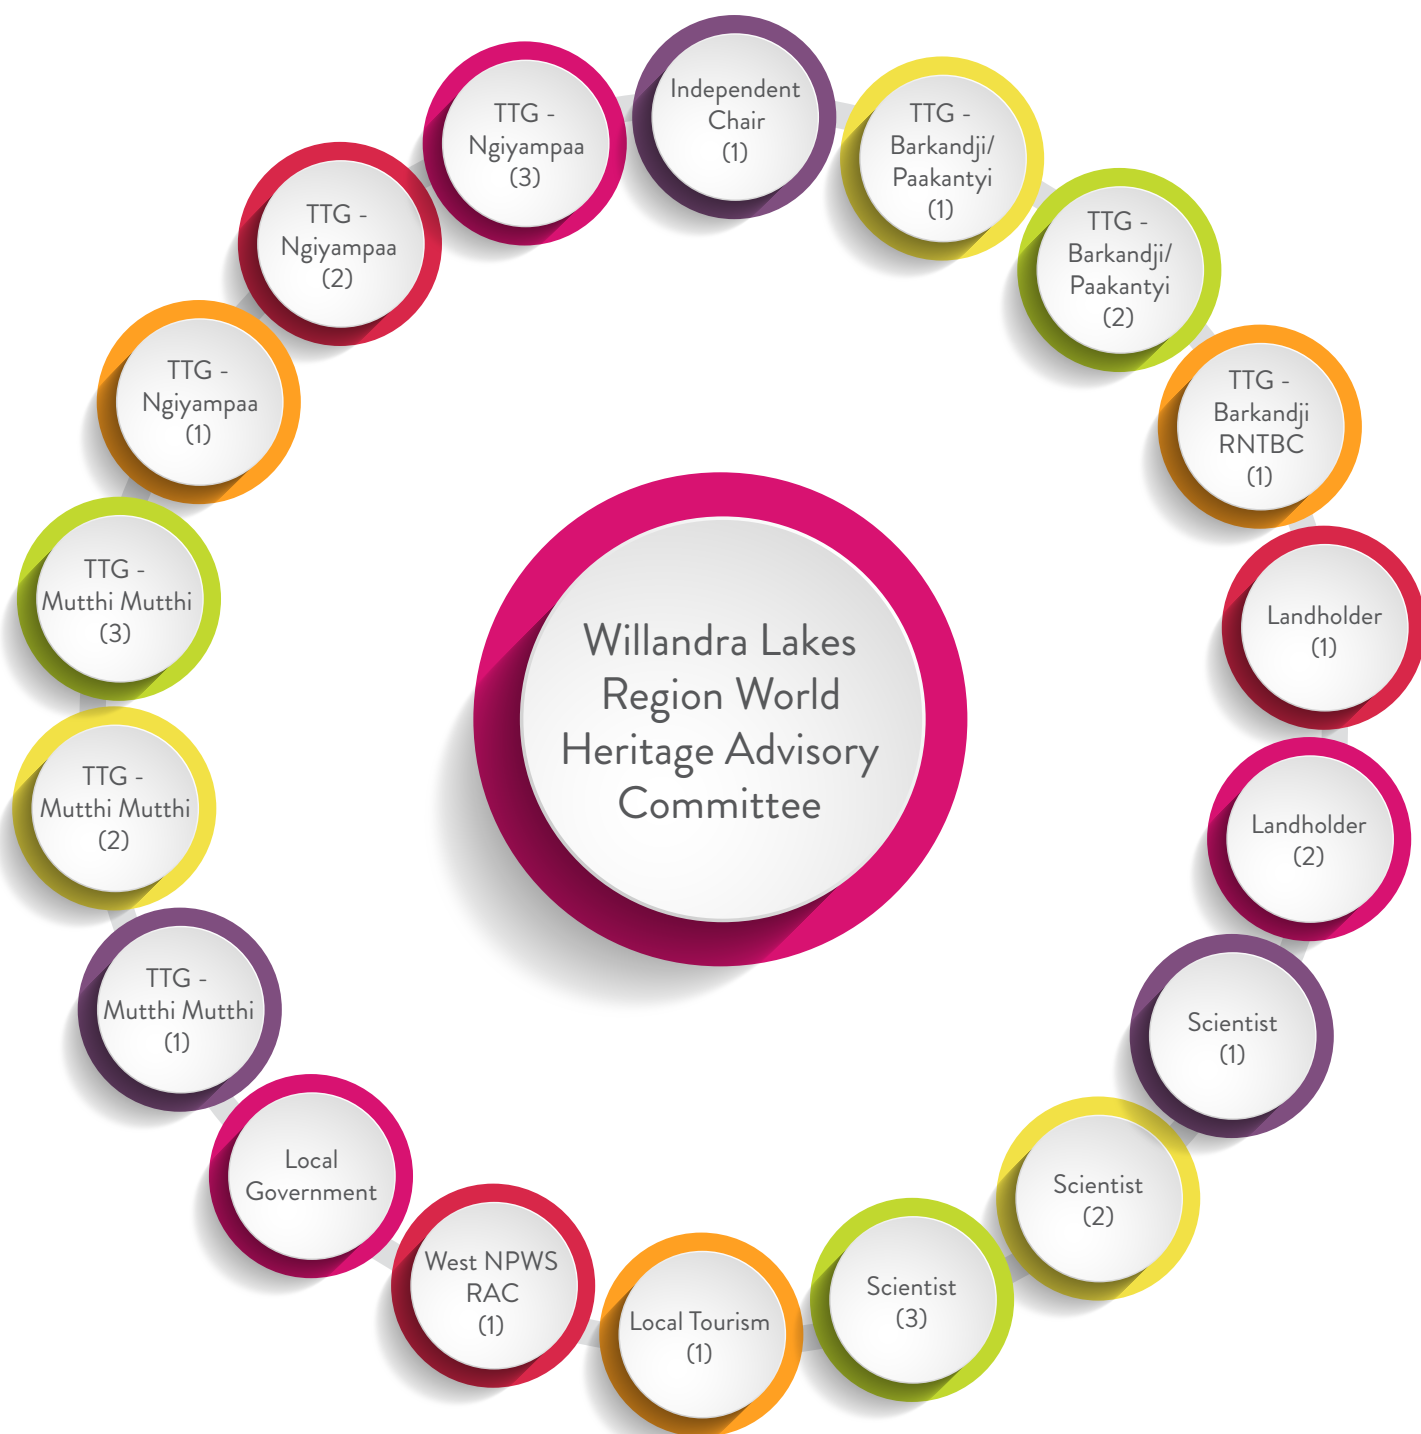 Independent
Chair
(1)
TTG -
Barkandji/
Paakantyi
(1)
TTG -
Barkandji/
Paakantyi
(2)
TTG -
Barkandji
RNTBC
(1)
Landholder
(1)
Landholder
(2)
Scientist
(1)
Scientist
(2)
Scientist
(3)
Local Tourism
(1)
West NPWS
RAC
(1)
Local
Government
TTG -
Mutthi Mutthi
(1)
TTG -
Mutthi Mutthi
(2)
TTG -
Mutthi Mutthi
(3)
TTG -
Ngiyampaa
(1)
TTG -
Ngiyampaa
(2)
TTG -
Ngiyampaa
(3)
Willandra Lakes
Region World
Heritage Advisory
Committee